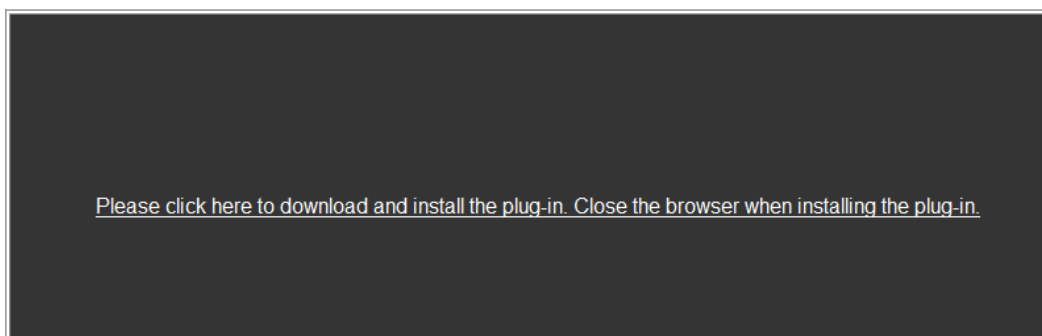 Please click here to download and install the plug-in. Close the browser when installing the plug-in.